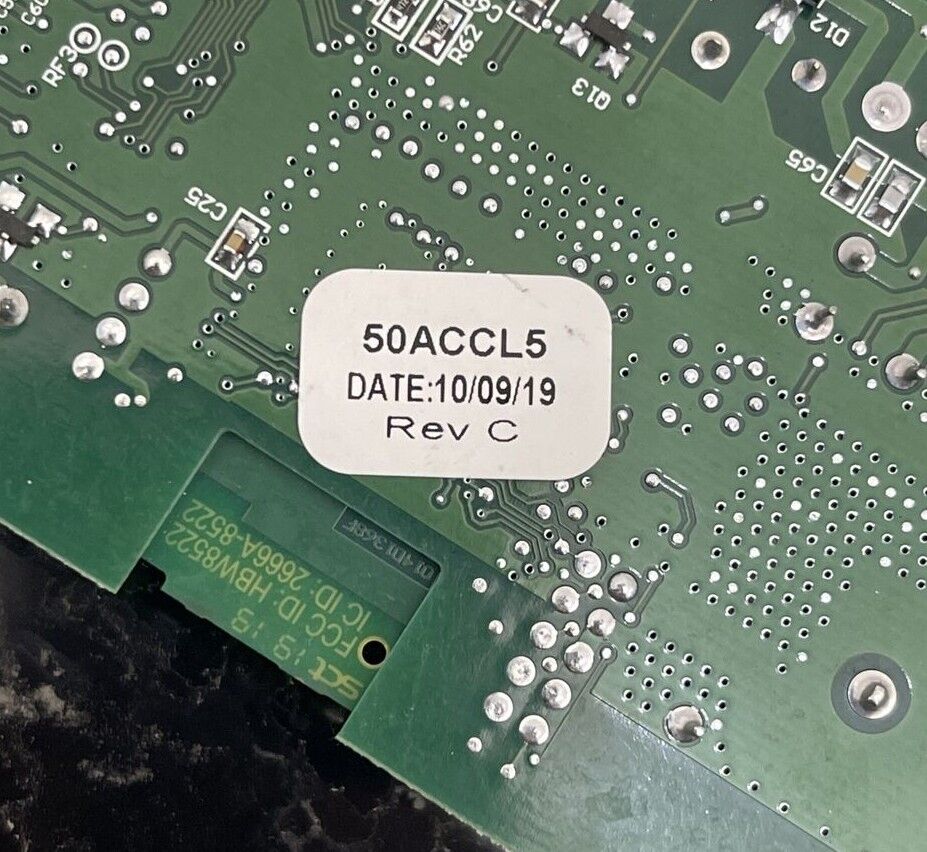 RF3
R62
Q13
D12
C65
C25
50ACCL5
DATE:10/09/19
Rev C
FCC ID: HBW8522
IC ID: 2666A-8522